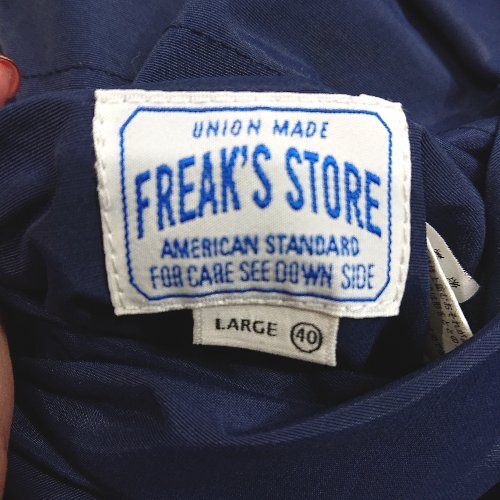 UNION MADE
FREAK'S STORE
AMERICAN STANDARD
FOR CARE SEE DOWN SIDE
LARGE 40